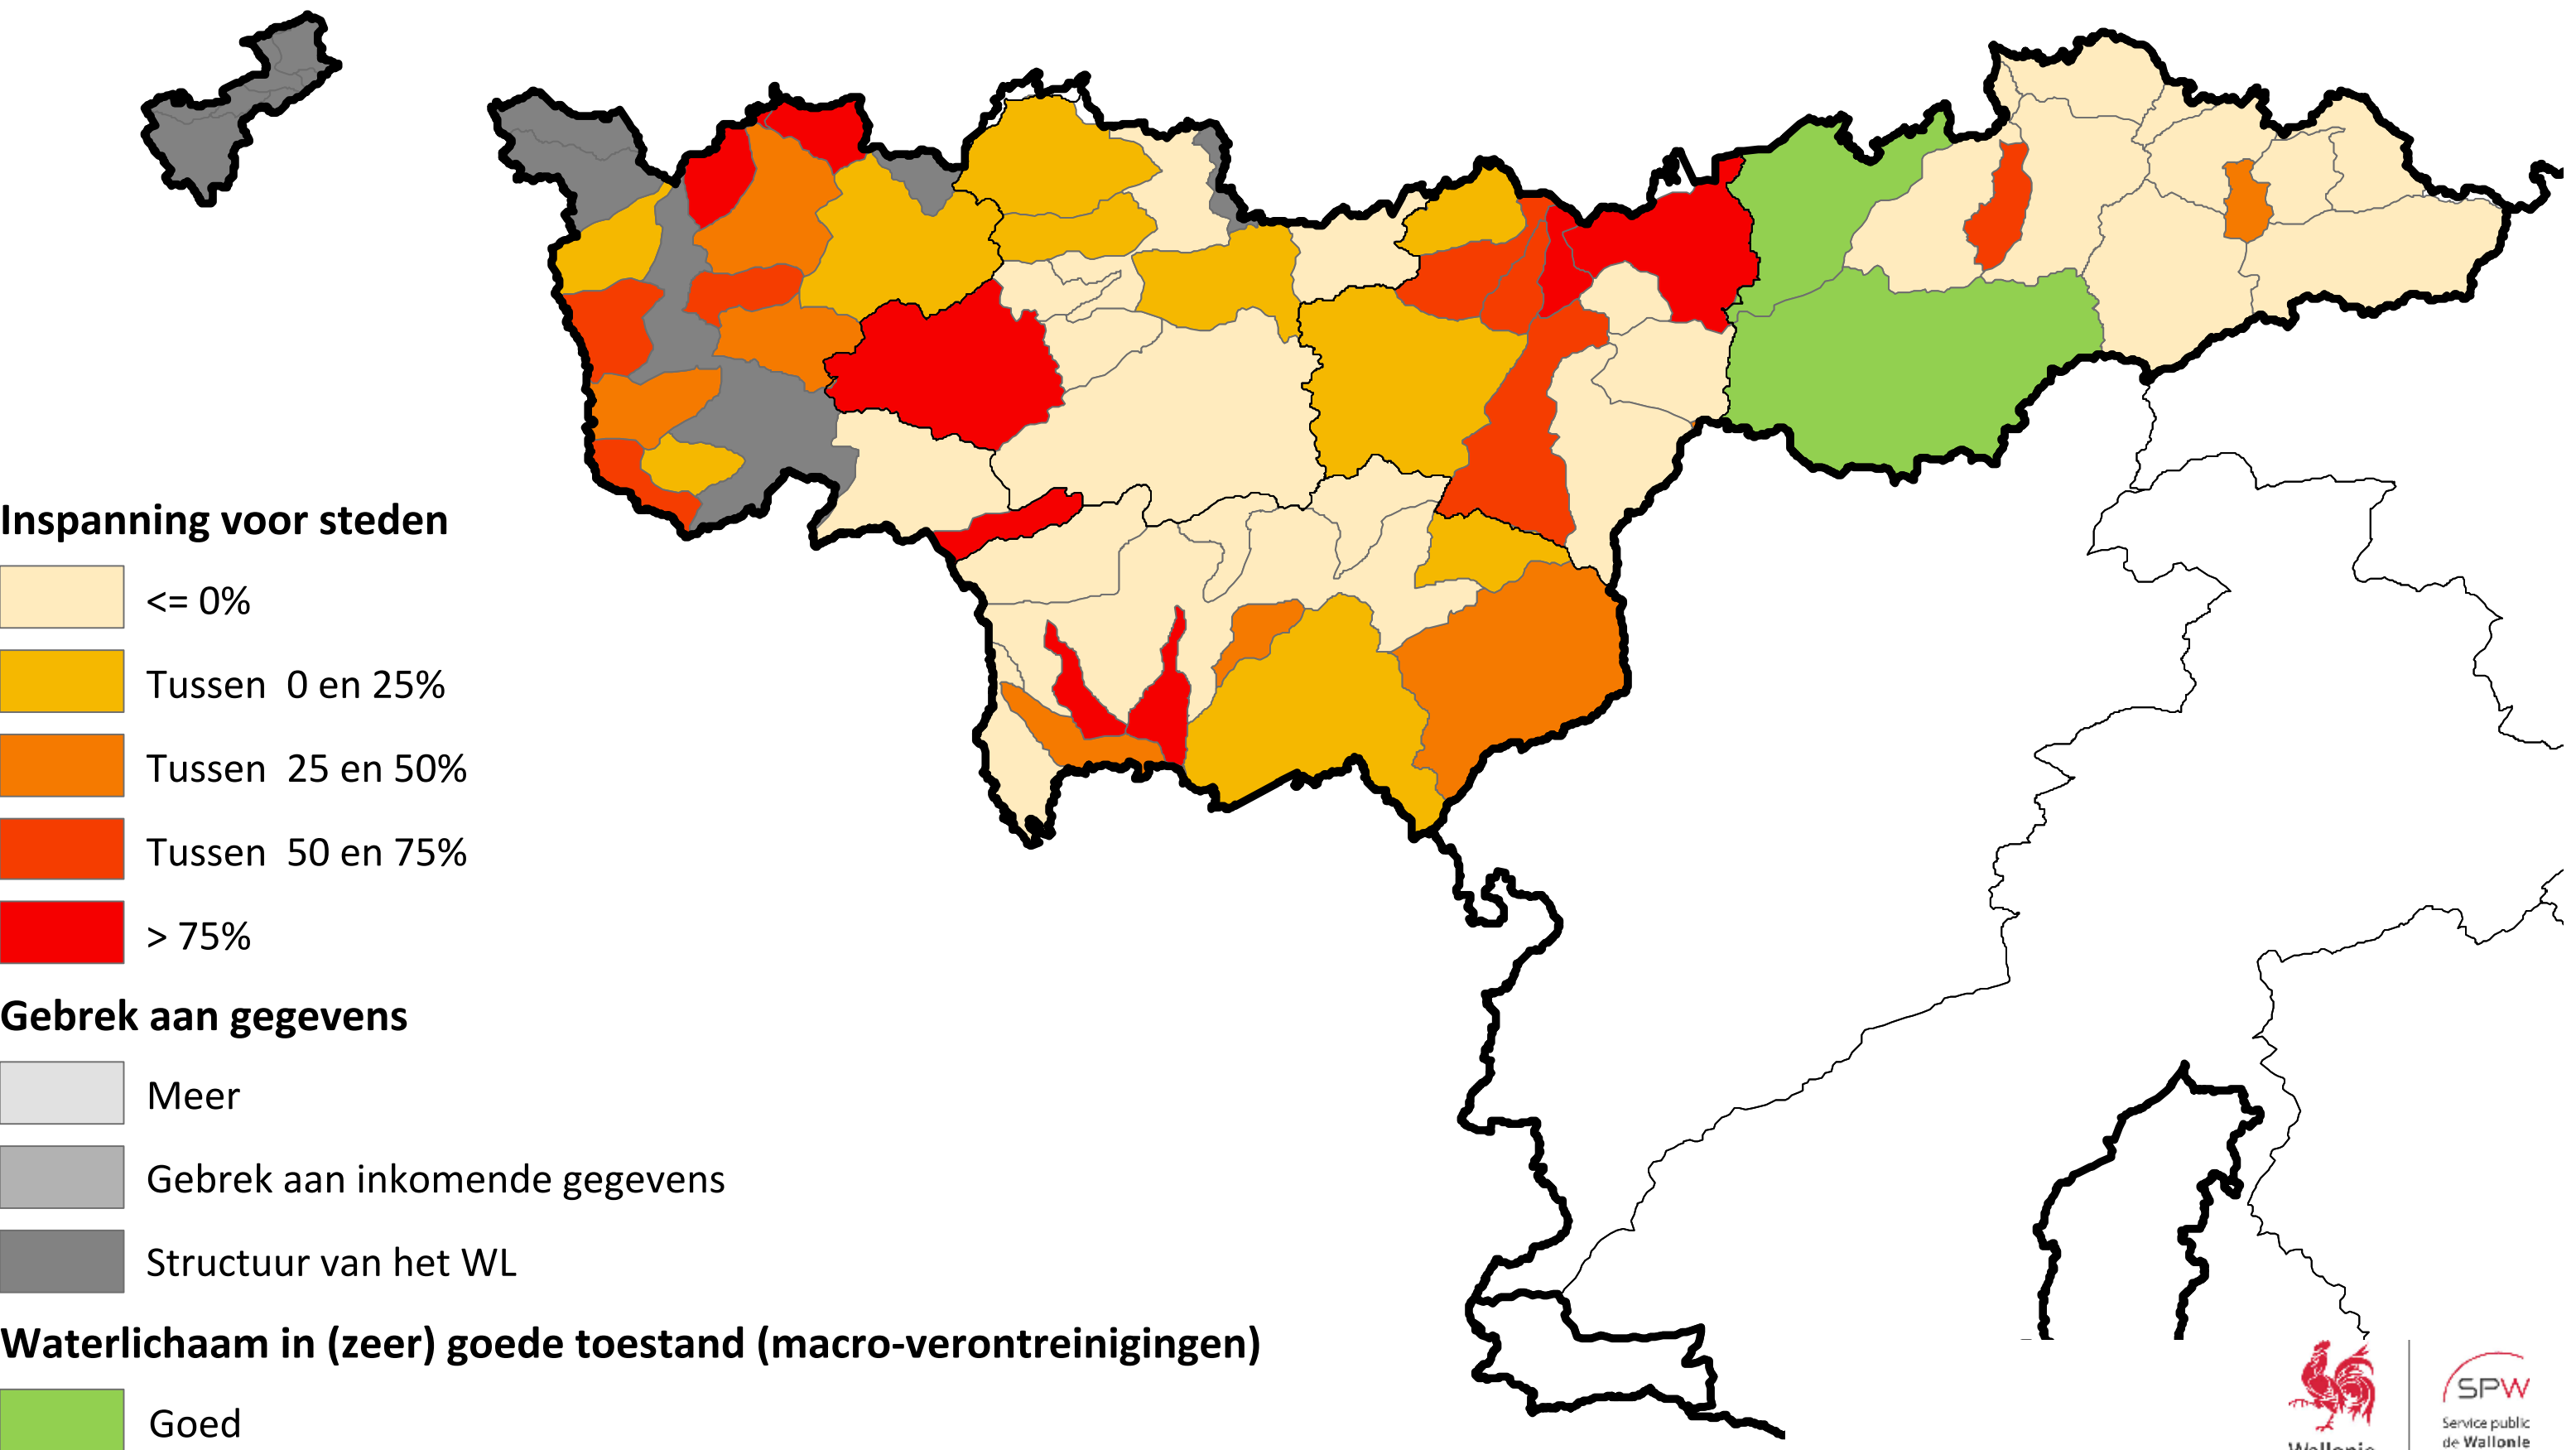 Inspanning voor steden
<= 0%
Tussen 0 en 25%
Tussen 25 en 50%
Tussen 50 en 75%
> 75%
Gebrek aan gegevens
Meer
Gebrek aan inkomende gegevens
Structuur van het WL
Waterlichaam in (zeer) goede toestand (macro-verontreinigingen)
Goed
SPW
Service public
de Wallonie
Wallonie